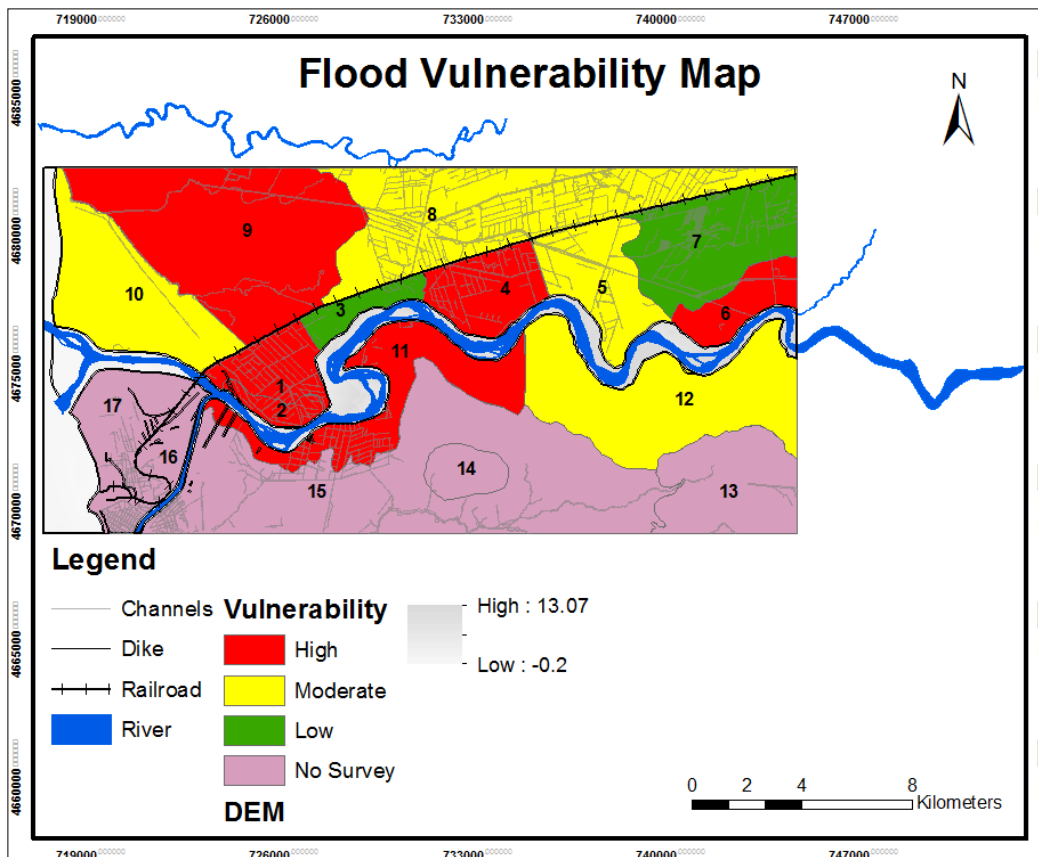 719000 726000 733000 740000 747000
Flood Vulnerability Map
N
4685000
4680000
4675000
4670000
4665000
4660000
9
8
7
10
3
4
5
6
11
1
2
12
17
16
14
15
13
Legend
Channels
Dike
Railroad
River
Vulnerability
High
Moderate
Low
No Survey
DEM
High : 13.07
Low : -0.2
0 2 4 8
Kilometers
719000 726000 733000 740000 747000